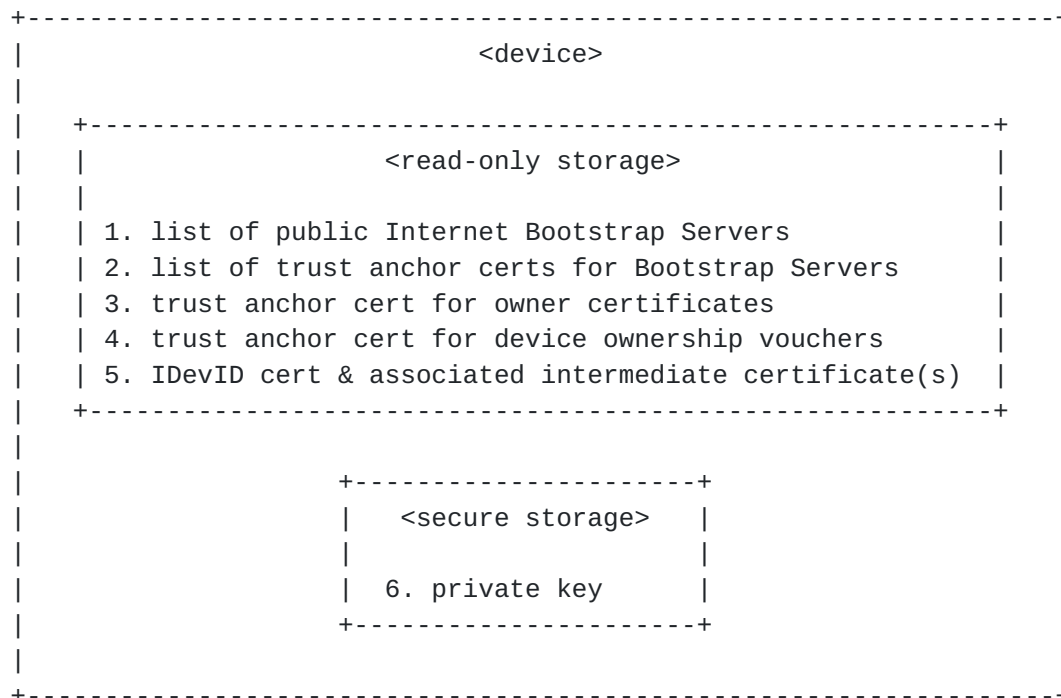 <device>
<read-only storage>
1. list of public Internet Bootstrap Servers
2. list of trust anchor certs for Bootstrap Servers
3. trust anchor cert for owner certificates
4. trust anchor cert for device ownership vouchers
5. IDevID cert & associated intermediate certificate(s)
<secure storage>
6. private key